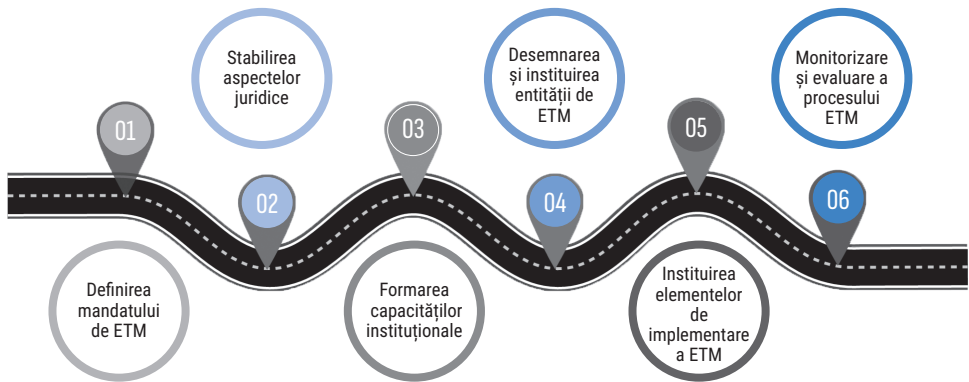 01
Definirea
mandatului
de ETM
02
Stabilirea
aspectelor
juridice
03
Formarea
capacităților
instituționale
04
Desemnarea
și instituirea
entității de
ETM
05
Instituirea
elementelor
de
implementare
a ETM
06
Monitorizare
și evaluare a
procesului
ETM